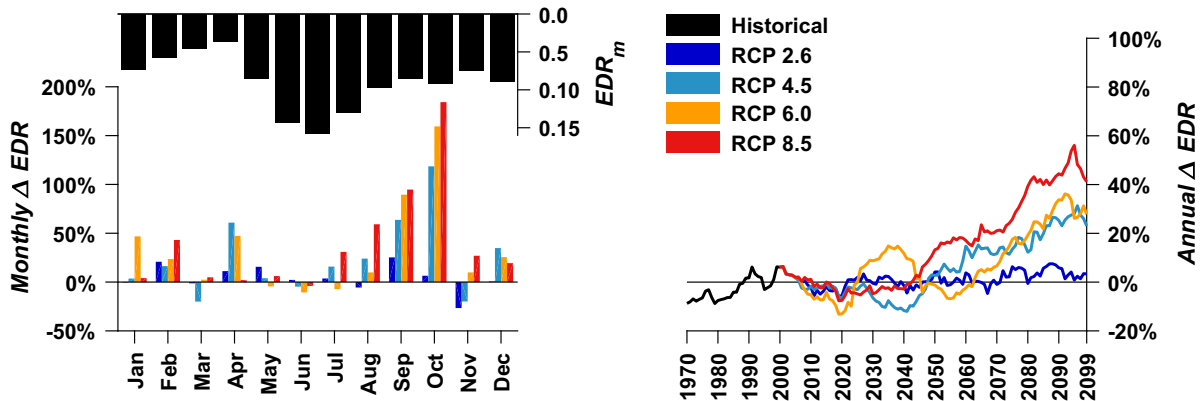 0.0
0.5
0.10
0.15
EDRm
200%
150%
100%
50%
0%
-50%
Monthly Δ EDR
Jan
Feb
Mar
Apr
May
Jun
Jul
Aug
Sep
Oct
Nov
Dec
Historical
RCP 2.6
RCP 4.5
RCP 6.0
RCP 8.5
100%
80%
60%
40%
20%
0%
-20%
Annual Δ EDR
1970
1980
1990
2000
2010
2020
2030
2040
2050
2060
2070
2080
2090
2099